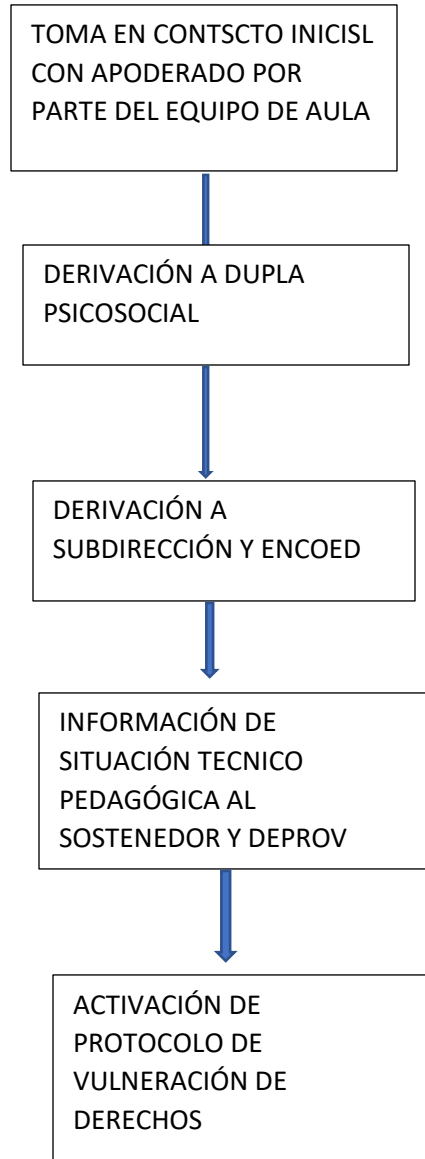 TOMA EN CONTSCTO INICISL
CON APODERADO POR
PARTE DEL EQUIPO DE AULA
DERIVACIÓN A DUPLA
PSICOSOCIAL
DERIVACIÓN A
SUBDIRECCIÓN Y ENCOED
INFORMACIÓN DE
SITUACIÓN TECNICO
PEDAGÓGICA AL
SOSTENEDOR Y DEPROV
ACTIVACIÓN DE
PROTOCOLO DE
VULNERACIÓN DE
DERECHOS